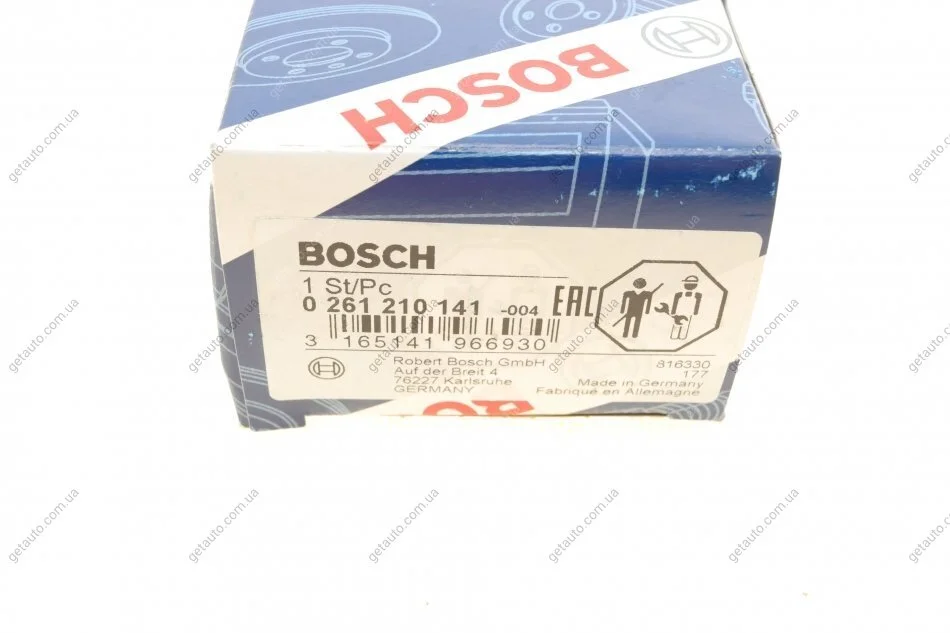 BOSCH
BOSCH
1 St/Pc
0 261 210 141 -004
EAC
3 165141 966930
Robert Bosch GmbH
Auf der Breit 4
76227 Karlsruhe
GERMANY
816330
177
Made in Germany
Fabriqué en Allemagne
getauto.com.ua